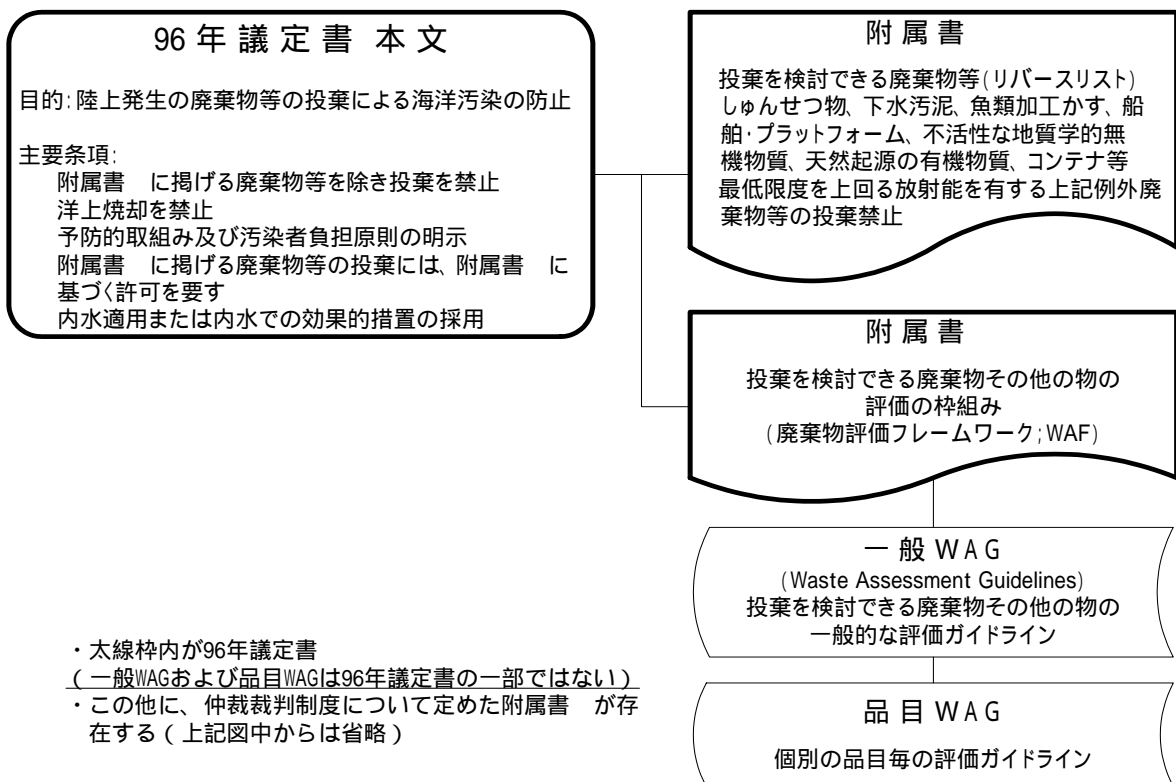 96年議定書 本文
目的:陸上発生の廃棄物等の投棄による海洋汚染の防止
主要条項:
附属書　に掲げる廃棄物等を除き投棄を禁止
洋上焼却を禁止
予防的取組み及び汚染者負担原則の明示
附属書　に掲げる廃棄物等の投棄には、附属書　に
基づく許可を要す
内水適用または内水での効果的措置の採用
附属書
投棄を検討できる廃棄物等(リバースリスト)
しゅんせつ物、下水汚泥、魚類加工かす、船
舶・プラットフォーム、不活性な地質学的無
機物質、天然起源の有機物質、コンテナ等
最低限度を上回る放射能を有する上記例外廃
棄物等の投棄禁止
附属書
投棄を検討できる廃棄物その他の物の
評価の枠組み
(廃棄物評価フレームワーク;WAF)
一般WAG
(Waste Assessment Guidelines)
投棄を検討できる廃棄物その他の物の
一般的な評価ガイドライン
品目WAG
個別の品目毎の評価ガイドライン
・太線枠内が96年議定書
(一般WAGおよび品目WAGは96年議定書の一部ではない)
・この他に、仲裁裁判制度について定めた附属書　が存
在する(上記図中からは省略)